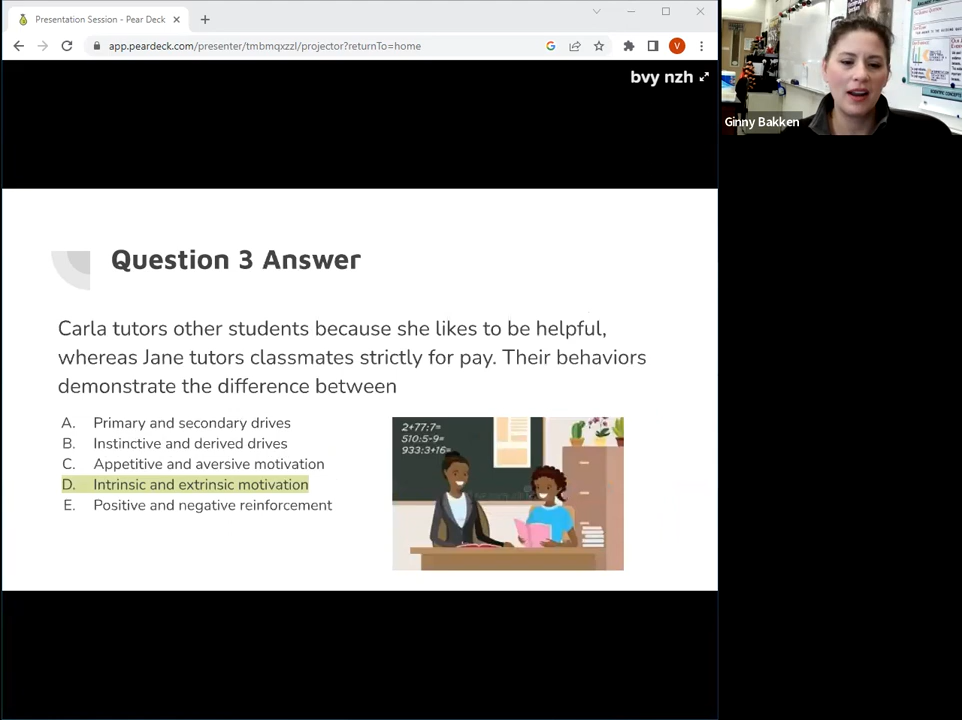 Presentation Session - Pear Deck
app.peardeck.com/presenter/tmbmqxzzl/projector?returnTo=home
V
bvy nzh
Ginny Bakken
Question 3 Answer
Carla tutors other students because she likes to be helpful,
whereas Jane tutors classmates strictly for pay. Their behaviors
demonstrate the difference between
A. Primary and secondary drives
B. Instinctive and derived drives
C. Appetitive and aversive motivation
D. Intrinsic and extrinsic motivation
E. Positive and negative reinforcement
2+77:7=
510:5-9=
933:3+16=